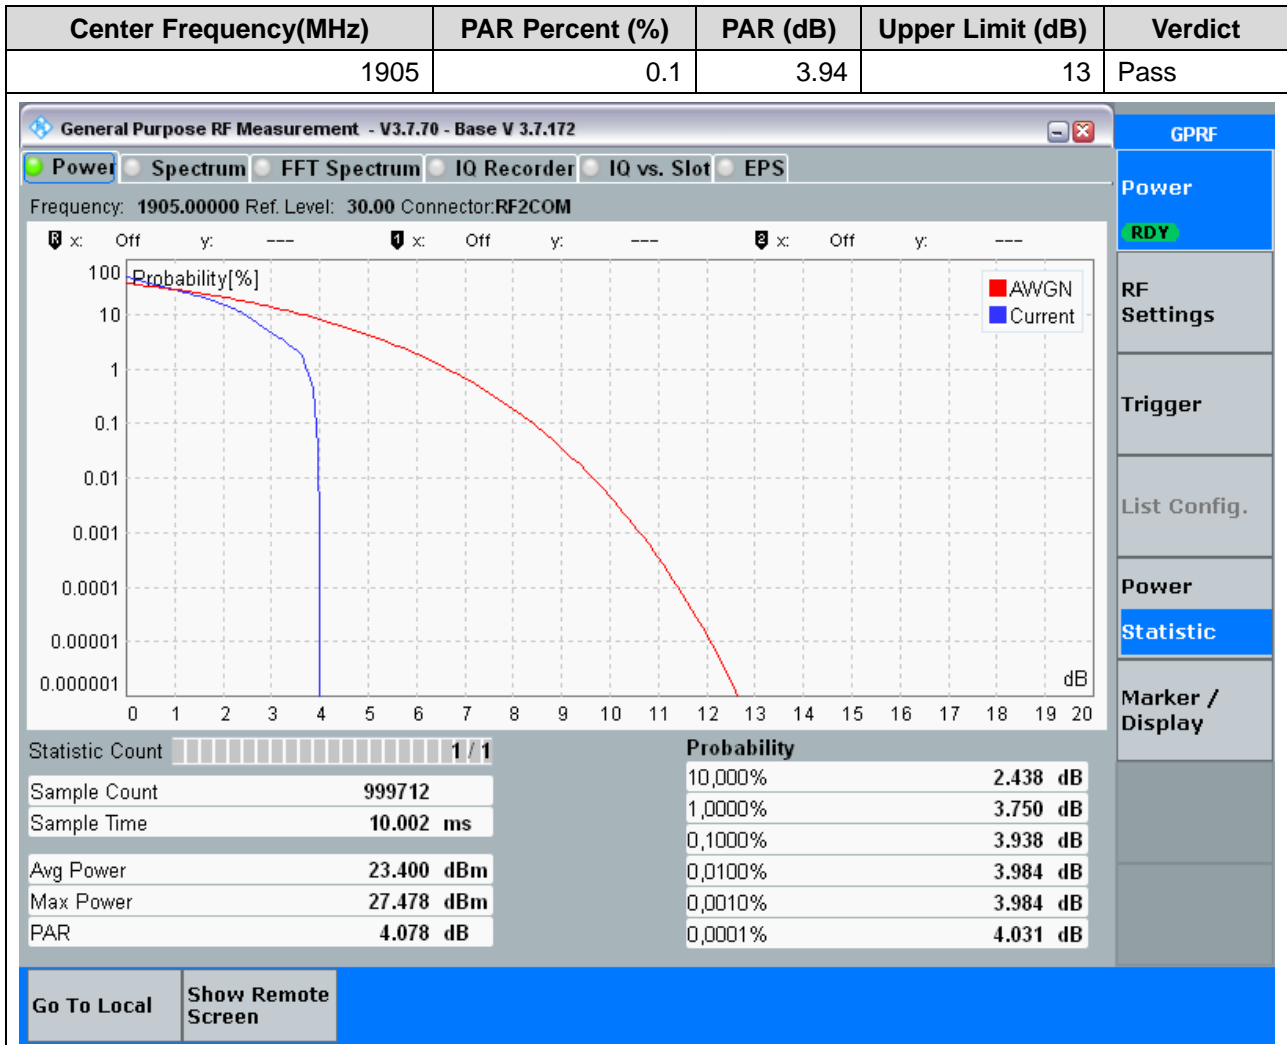 Center Frequency(MHz) PAR Percent (%) PAR (dB) Upper Limit (dB) Verdict
1905 0.1 3.94 13 Pass
General Purpose RF Measurement - V3.7.70 - Base V 3.7.172
GPRF
Power Spectrum FFT Spectrum IQ Recorder IQ vs. Slot EPS
Frequency: 1905.00000 Ref. Level: 30.00 Connector:RF2COM
Power
RDY
R x: Off y: --- 1 x: Off y: --- 2 x: Off y: ---
100 Probability[%]
AWGN
Current
10
1
0.1
0.01
0.001
0.0001
0.00001
0.000001
dB
0 1 2 3 4 5 6 7 8 9 10 11 12 13 14 15 16 17 18 19 20
RF
Settings
Trigger
List Config.
Power
Statistic
Marker /
Display
Statistic Count 1 / 1
Sample Count 999712
Sample Time 10.002 ms
Avg Power 23.400 dBm
Max Power 27.478 dBm
PAR 4.078 dB
Probability
10,000% 2.438 dB
1,0000% 3.750 dB
0,1000% 3.938 dB
0,0100% 3.984 dB
0,0010% 3.984 dB
0,0001% 4.031 dB
Go To Local
Show Remote
Screen